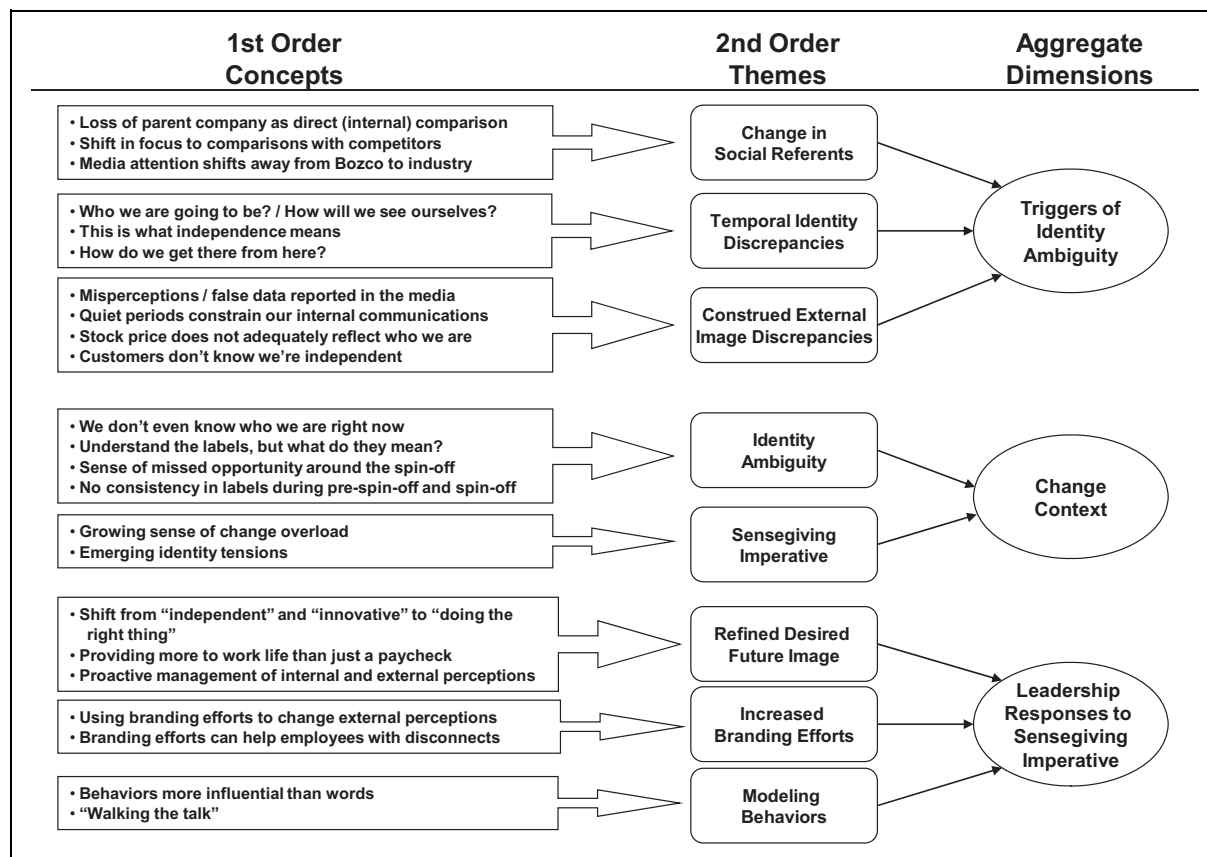 1st Order
Concepts
2nd Order
Themes
Aggregate
Dimensions
• Loss of parent company as direct (internal) comparison
• Shift in focus to comparisons with competitors
• Media attention shifts away from Bozco to industry
Change in
Social Referents
• Who we are going to be? / How will we see ourselves?
• This is what independence means
• How do we get there from here?
Temporal Identity
Discrepancies
Triggers of
Identity
Ambiguity
• Misperceptions / false data reported in the media
• Quiet periods constrain our internal communications
• Stock price does not adequately reflect who we are
• Customers don’t know we’re independent
Construed External
Image Discrepancies
• We don’t even know who we are right now
• Understand the labels, but what do they mean?
• Sense of missed opportunity around the spin-off
• No consistency in labels during pre-spin-off and spin-off
Identity
Ambiguity
Change
Context
• Growing sense of change overload
• Emerging identity tensions
Sensegiving
Imperative
• Shift from “independent” and “innovative” to “doing the
right thing”
• Providing more to work life than just a paycheck
• Proactive management of internal and external perceptions
Refined Desired
Future Image
• Using branding efforts to change external perceptions
• Branding efforts can help employees with disconnects
Increased
Branding Efforts
Leadership
Responses to
Sensegiving
Imperative
• Behaviors more influential than words
• “Walking the talk”
Modeling
Behaviors